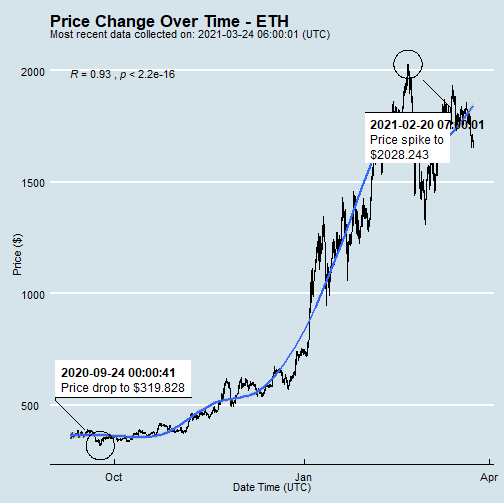 Price Change Over Time - ETH
Most recent data collected on: 2021-03-24 06:00:01 (UTC)
R = 0.93 , p < 2.2e-16
2000
2021-02-20 07:00:01
Price spike to
$2028.243
1500
Price ($)
1000
2020-09-24 00:00:41
Price drop to $319.828
500
Oct
Jan
Apr
Date Time (UTC)